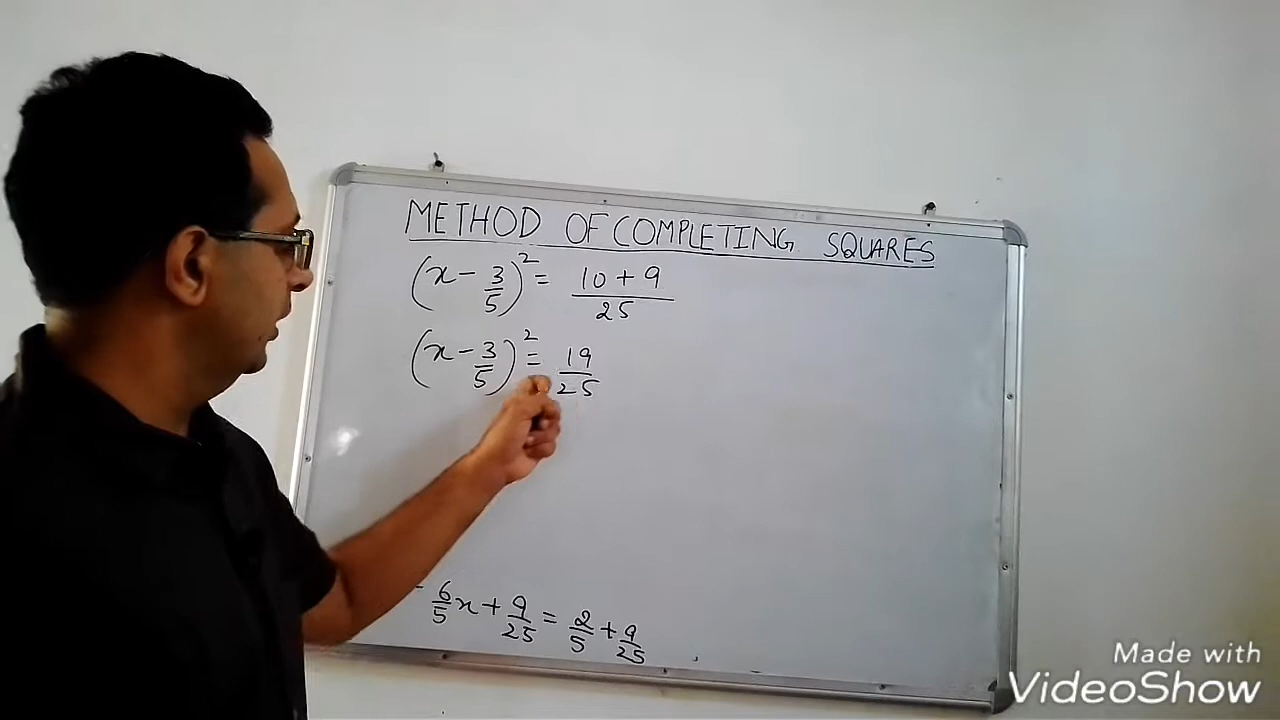 METHOD OF COMPLETING SQUARES
(x - 3/5)² = 10 + 9/25
(x - 3/5)² = 19/25
- 6/5 x + 9/25 = 2/5 + 9/25
Made with
VideoShow